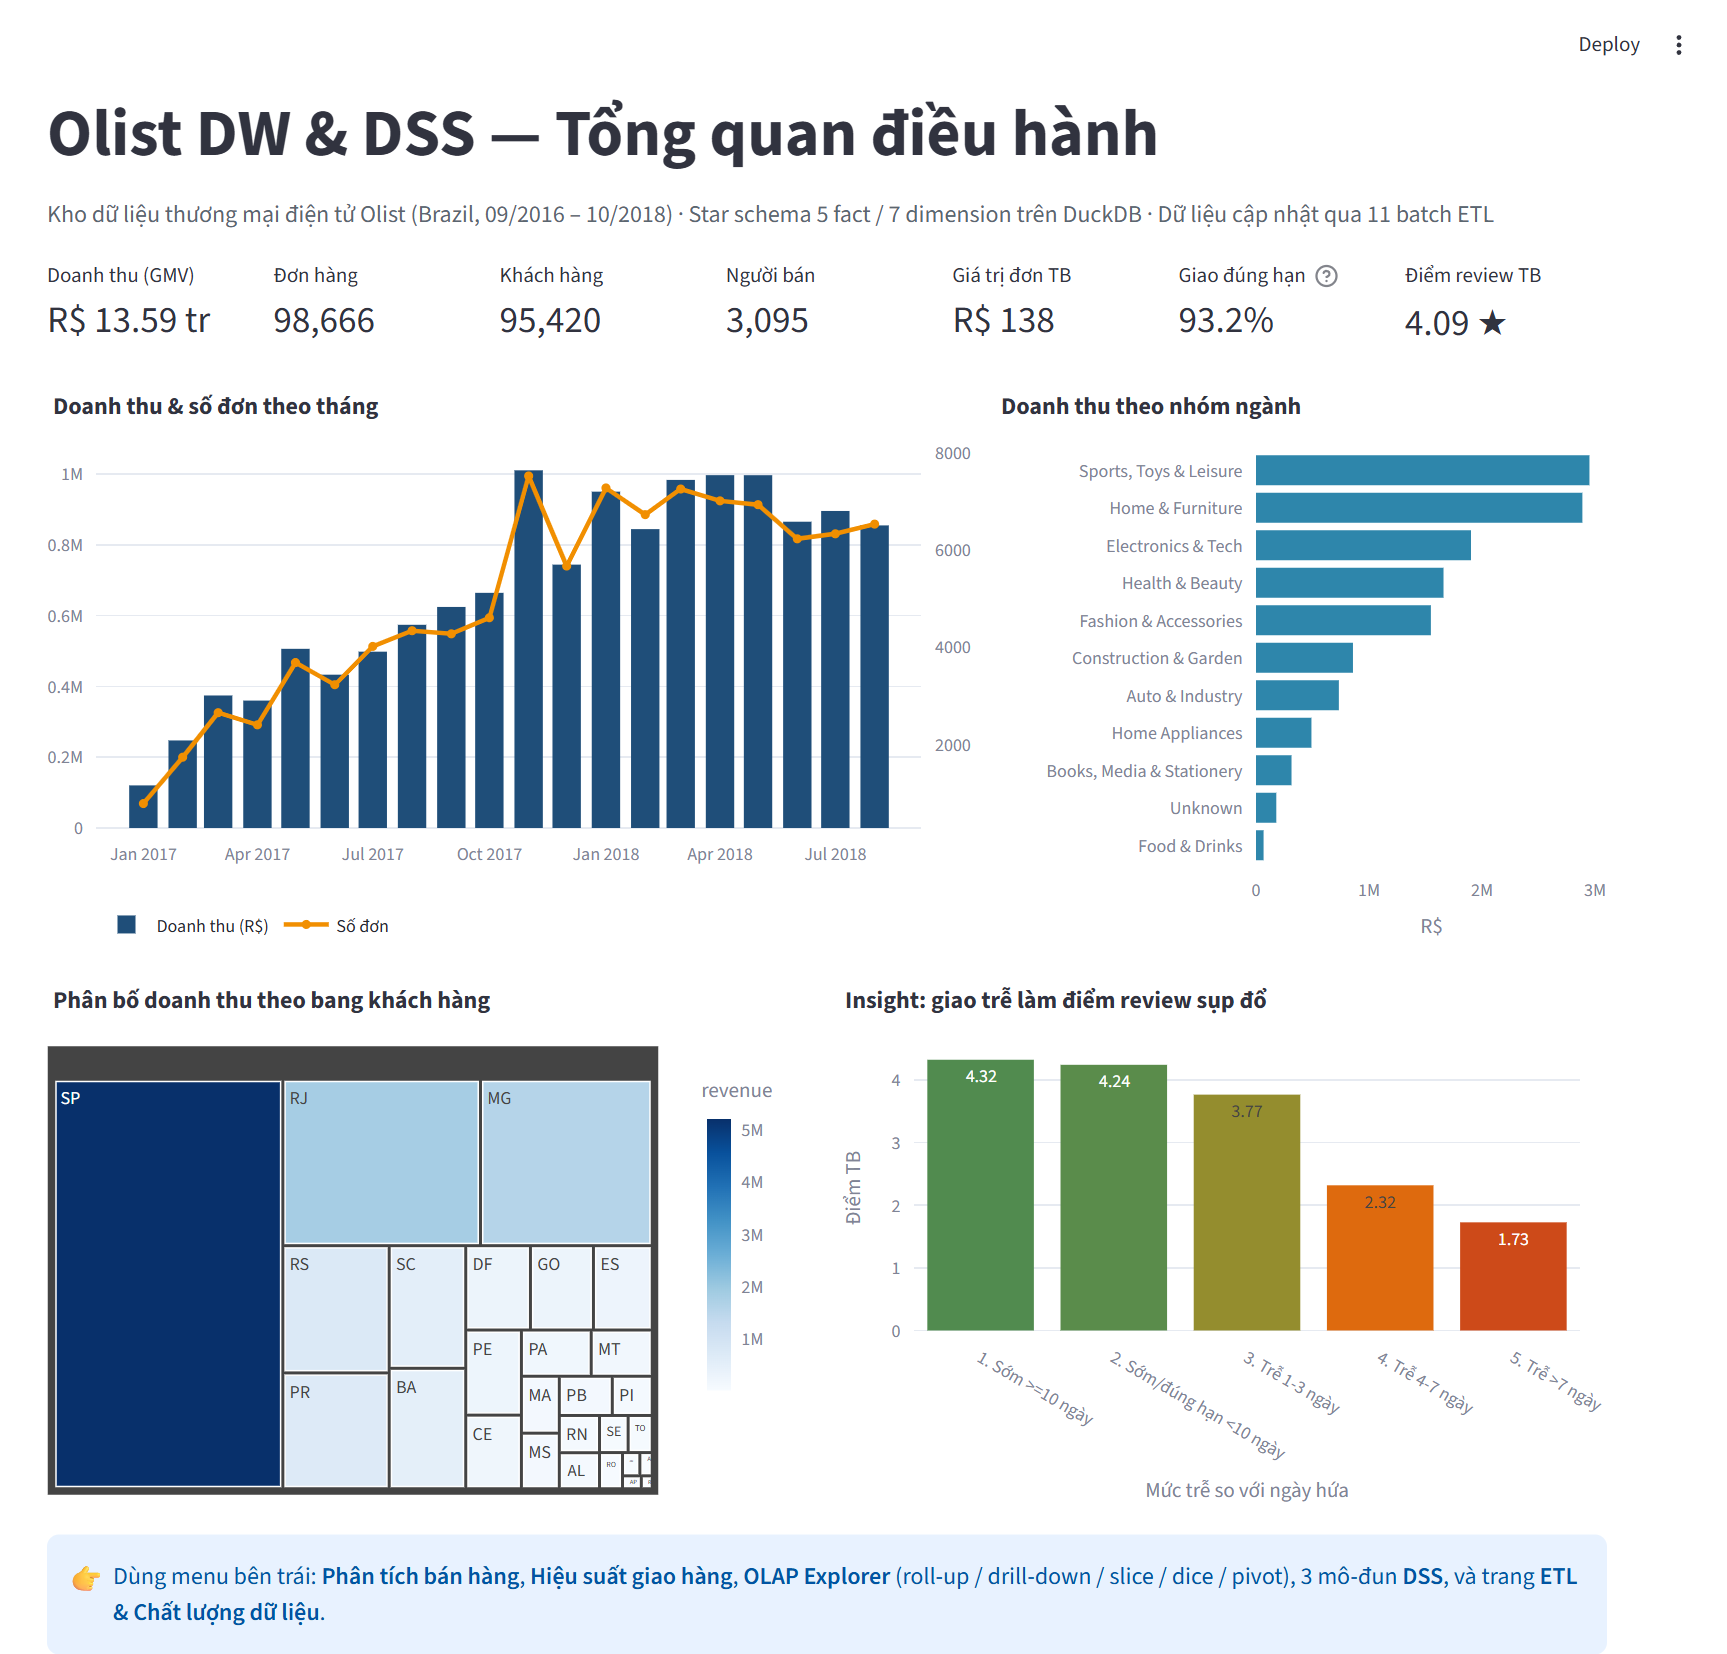 Deploy
Olist DW & DSS — Tổng quan điều hành
Kho dữ liệu thương mại điện tử Olist (Brazil, 09/2016 – 10/2018) · Star schema 5 fact / 7 dimension trên DuckDB · Dữ liệu cập nhật qua 11 batch ETL
Doanh thu (GMV)
R$ 13.59 tr
Đơn hàng
98,666
Khách hàng
95,420
Người bán
3,095
Giá trị đơn TB
R$ 138
Giao đúng hạn
93.2%
Điểm review TB
4.09 ★
Doanh thu & số đơn theo tháng
1M
0.8M
0.6M
0.4M
0.2M
0
8000
6000
4000
2000
Jan 2017
Apr 2017
Jul 2017
Oct 2017
Jan 2018
Apr 2018
Jul 2018
Doanh thu (R$)
Số đơn
Doanh thu theo nhóm ngành
Sports, Toys & Leisure
Home & Furniture
Electronics & Tech
Health & Beauty
Fashion & Accessories
Construction & Garden
Auto & Industry
Home Appliances
Books, Media & Stationery
Unknown
Food & Drinks
0
1M
2M
3M
R$
Phân bố doanh thu theo bang khách hàng
SP
RJ
MG
RS
SC
DF
GO
ES
PR
BA
PE
PA
MT
CE
MA
PB
PI
MS
RN
SE
TO
AL
RO
AP
revenue
5M
4M
3M
2M
1M
Insight: giao trễ làm điểm review sụp đổ
Điểm TB
4
3
2
1
0
4.32
4.24
3.77
2.32
1.73
1. Sớm >=10 ngày
2. Sớm/đúng hạn <10 ngày
3. Trễ 1-3 ngày
4. Trễ 4-7 ngày
5. Trễ >7 ngày
Mức trễ so với ngày hứa
Dùng menu bên trái: Phân tích bán hàng, Hiệu suất giao hàng, OLAP Explorer (roll-up / drill-down / slice / dice / pivot), 3 mô-đun DSS, và trang ETL
& Chất lượng dữ liệu.